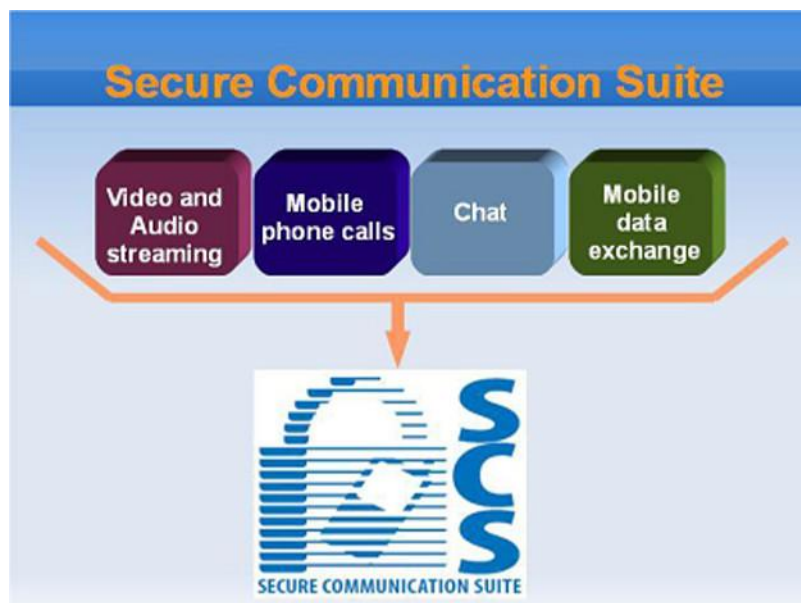 Secure Communication Suite
Video and
Audio
streaming
Mobile
phone calls
Chat
Mobile
data
exchange
SCS
SECURE COMMUNICATION SUITE